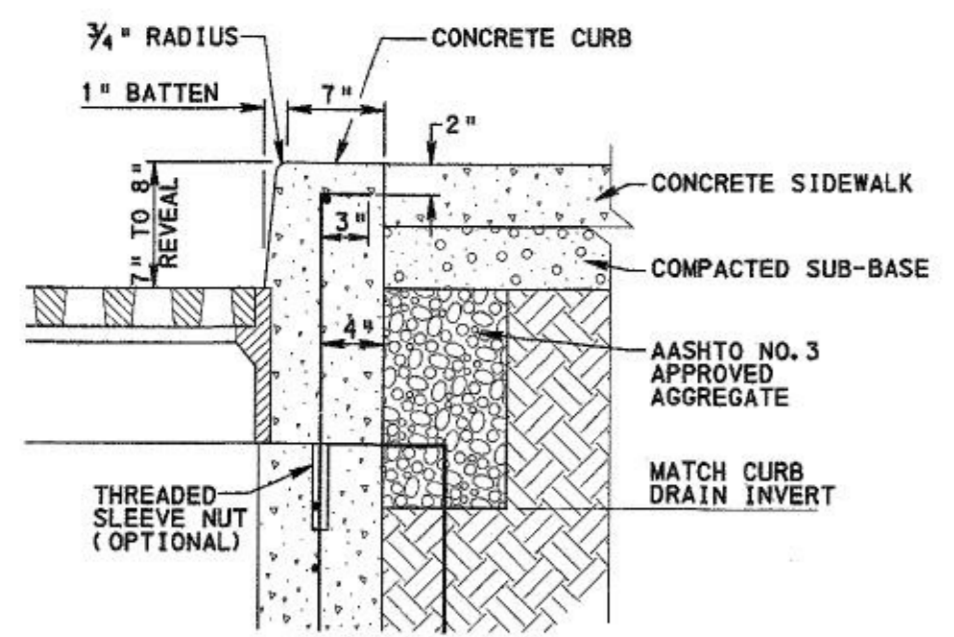 ¾" RADIUS
CONCRETE CURB
1" BATTEN
7"
2"
7" TO 8"
REVEAL
CONCRETE SIDEWALK
3"
COMPACTED SUB-BASE
4"
AASHTO NO.3
APPROVED
AGGREGATE
THREADED
SLEEVE NUT
(OPTIONAL)
MATCH CURB
DRAIN INVERT